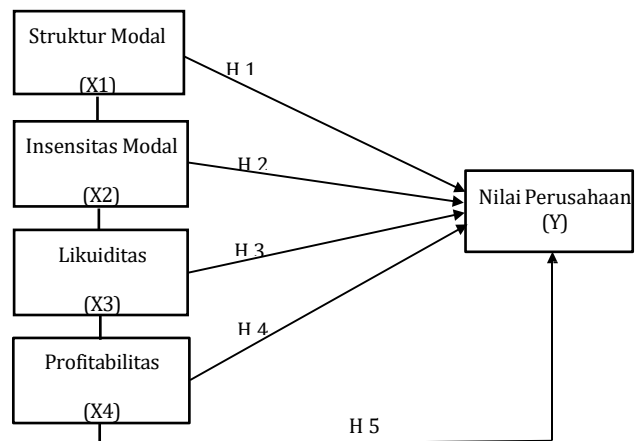 Struktur Modal
(X1)
H 1
Insensitas Modal
(X2)
H 2
Nilai Perusahaan
(Y)
Likuiditas
(X3)
H 3
Profitabilitas
(X4)
H 4
H 5